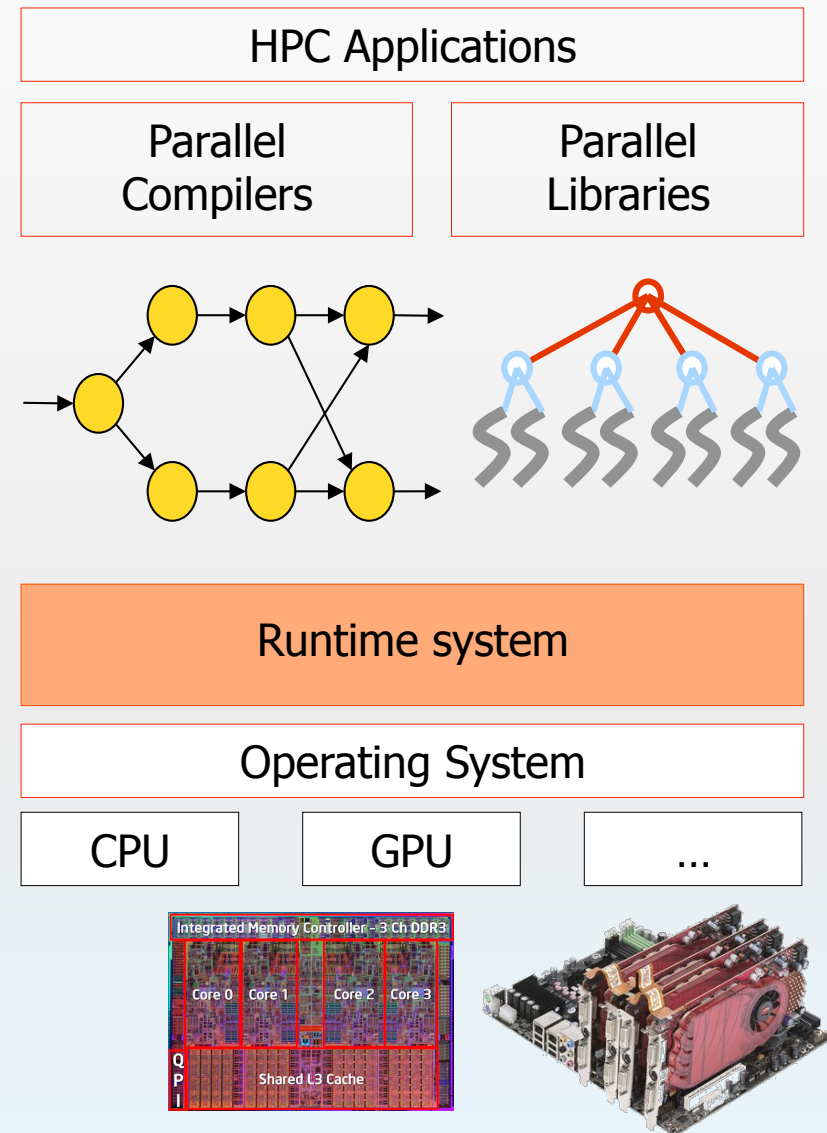 HPC Applications
Parallel
Compilers
Parallel
Libraries
Runtime system
Operating System
CPU
GPU
...
Integrated Memory Controller - 3 Ch DDR3
Core 0
Core 1
Core 2
Core 3
Q
P
I
Shared L3 Cache